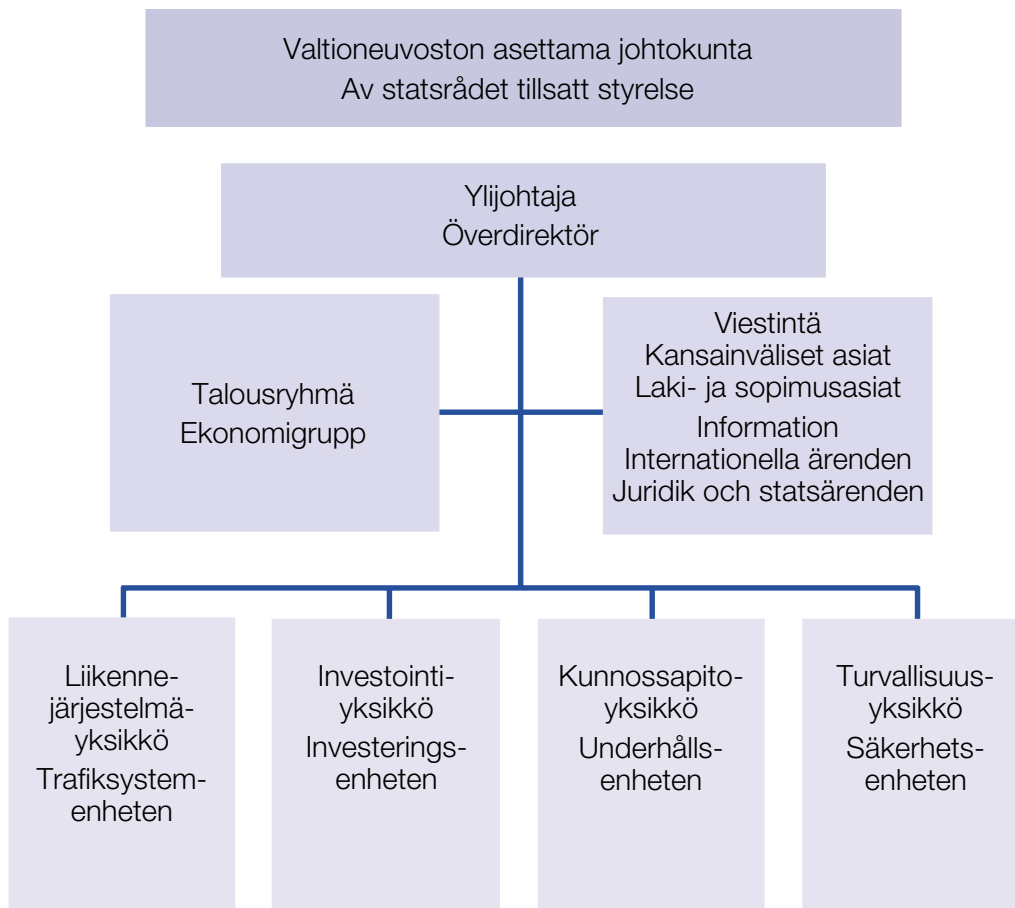 Valtioneuvoston asettama johtokunta
Av statsrådet tillsatt styrelse
Ylijohtaja
Överdirektör
Talousryhmä
Ekonomigrupp
Viestintä
Kansainväliset asiat
Laki- ja sopimusasiat
Information
Internationella ärenden
Juridik och statsärenden
Liikenne-
järjestelmä-
yksikkö
Trafiksystem-
enheten
Investointi-
yksikkö
Investerings-
enheten
Kunnossapito-
yksikkö
Underhålls-
enheten
Turvallisuus-
yksikkö
Säkerhets-
enheten